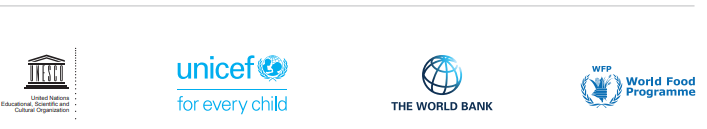 UNESCO
United Nations
Educational, Scientific and
Cultural Organization
unicef
for every child
THE WORLD BANK
WFP
World Food
Programme